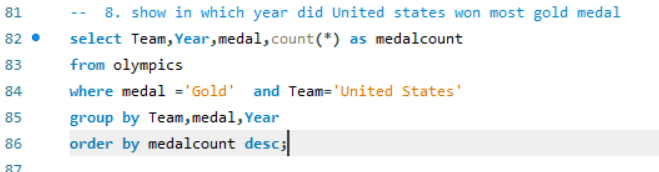 81 -- 8. show in which year did United states won most gold medal
82 select Team,Year,medal,count(*) as medalcount
83 from olympics
84 where medal ='Gold'  and Team='United States'
85 group by Team,medal,Year
86 order by medalcount desc;
87